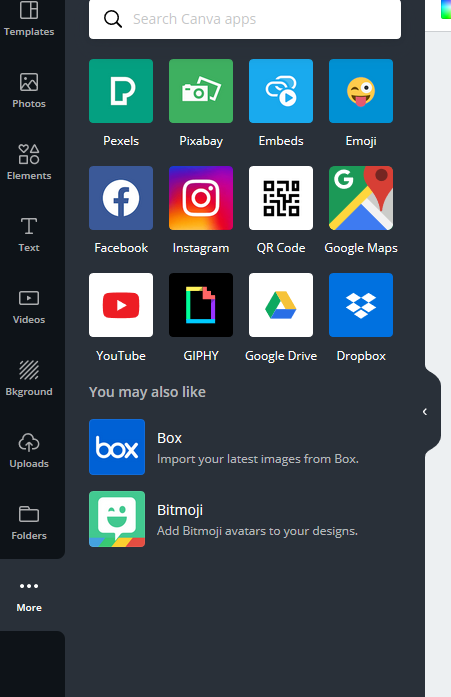 Templates
Photos
Elements
Text
Videos
Bkground
Uploads
Folders
More
Search Canva apps
Pexels Pixabay Embeds Emoji
Facebook Instagram QR Code Google Maps
YouTube GIPHY Google Drive Dropbox
You may also like
box
Box
Import your latest images from Box.
Bitmoji
Add Bitmoji avatars to your designs.